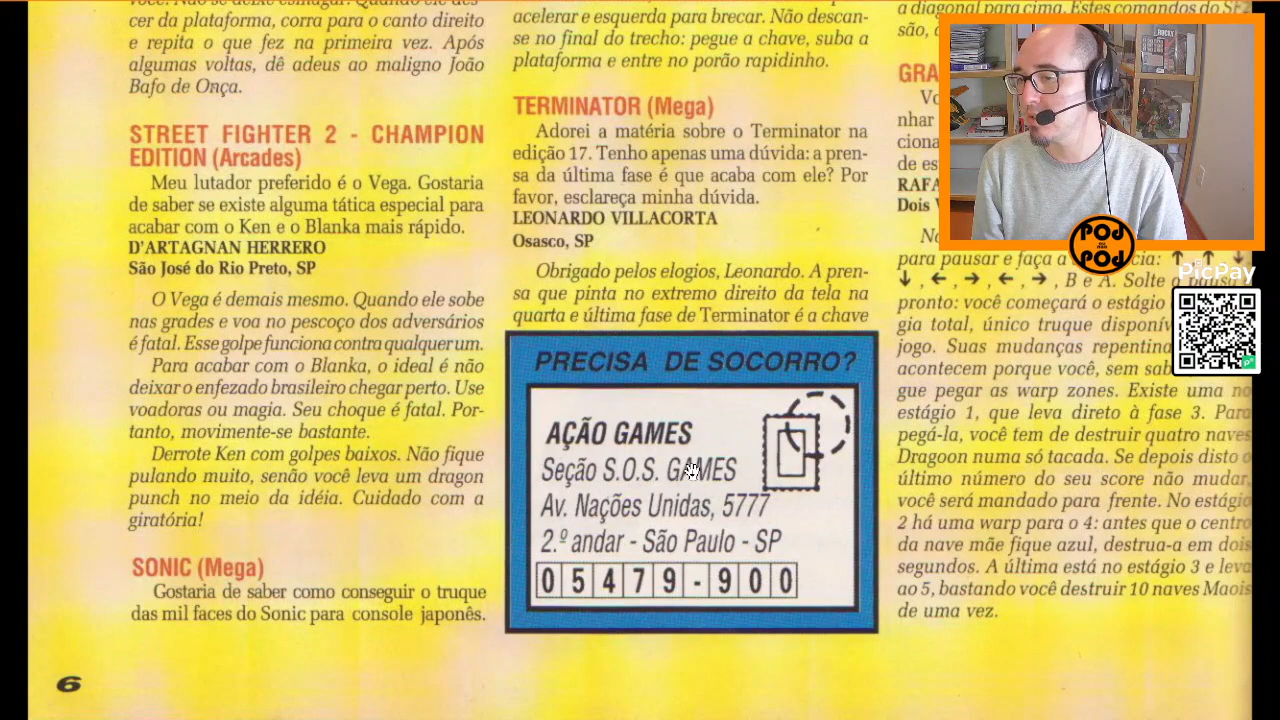 você. Não se deixe esmagar! Quando ele des-
cer da plataforma, corra para o canto direito
e repita o que fez na primeira vez. Após
algumas voltas, dê adeus ao maligno João
Bafo de Onça.
STREET FIGHTER 2 - CHAMPION
EDITION (Arcades)
Meu lutador preferido é o Vega. Gostaria
de saber se existe alguma tática especial para
acabar com o Ken e o Blanka mais rápido.
D'ARTAGNAN HERRERO
São José do Rio Preto, SP
O Vega é demais mesmo. Quando ele sobe
nas grades e voa no pescoço dos adversários
é fatal. Esse golpe funciona contra qualquer um.
Para acabar com o Blanka, o ideal é não
deixar o enfezado brasileiro chegar perto. Use
voadoras ou magia. Seu choque é fatal. Por-
tanto, movimente-se bastante.
Derrote Ken com golpes baixos. Não fique
pulando muito, senão você leva um dragon
punch no meio da idéia. Cuidado com a
giratória!
SONIC (Mega)
Gostaria de saber como conseguir o truque
das mil faces do Sonic para console japonês.
6
acelerar e esquerda para brecar. Não descan-
se no final do trecho: pegue a chave, suba a
plataforma e entre no porão rapidinho.
TERMINATOR (Mega)
Adorei a matéria sobre o Terminator na
edição 17. Tenho apenas uma dúvida: a pren-
sa da última fase é que acaba com ele? Por
favor, esclareça minha dúvida.
LEONARDO VILLACORTA
Osasco, SP
Obrigado pelos elogios, Leonardo. A pren-
sa que pinta no extremo direito da tela na
quarta e última fase de Terminator é a chave
PRECISA DE SOCORRO?
AÇÃO GAMES
Seção S.O.S. GAMES
Av. Nações Unidas, 5777
2.º andar - São Paulo - SP
05479-900
a diagonal para cima. Estes comandos do SF2
são,
GRA
Vo
nhar
ciona
de es
RAFA
Dois
No
para pausar e faça a
↓, ←, →, ←, →, B e A. Solte o pausa e
pronto: você começará o estágio
gia total, único truque disponív
jogo. Suas mudanças repentina
acontecem porque você, sem sab
gue pegar as warp zones. Existe uma no
estágio 1, que leva direto à fase 3. Para
pegá-la, você tem de destruir quatro naves
Dragoon numa só tacada. Se depois disto o
último número do seu score não mudar,
você será mandado para frente. No estágio
2 há uma warp para o 4: antes que o centro
da nave mãe fique azul, destrua-a em dois
segundos. A última está no estágio 3 e leva
ao 5, bastando você destruir 10 naves Maois
de uma vez.
ROCKY
POD
OU NÃO
POD
PicPay